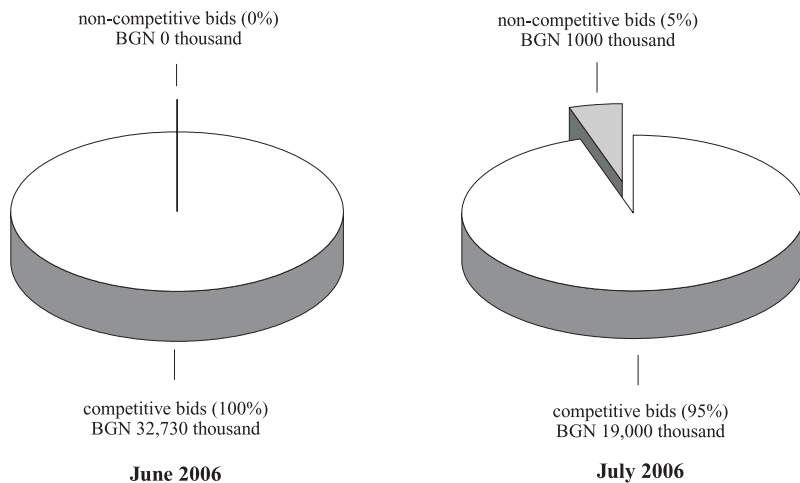 non-competitive bids (0%)
BGN 0 thousand
competitive bids (100%)
BGN 32,730 thousand
June 2006
non-competitive bids (5%)
BGN 1000 thousand
competitive bids (95%)
BGN 19,000 thousand
July 2006